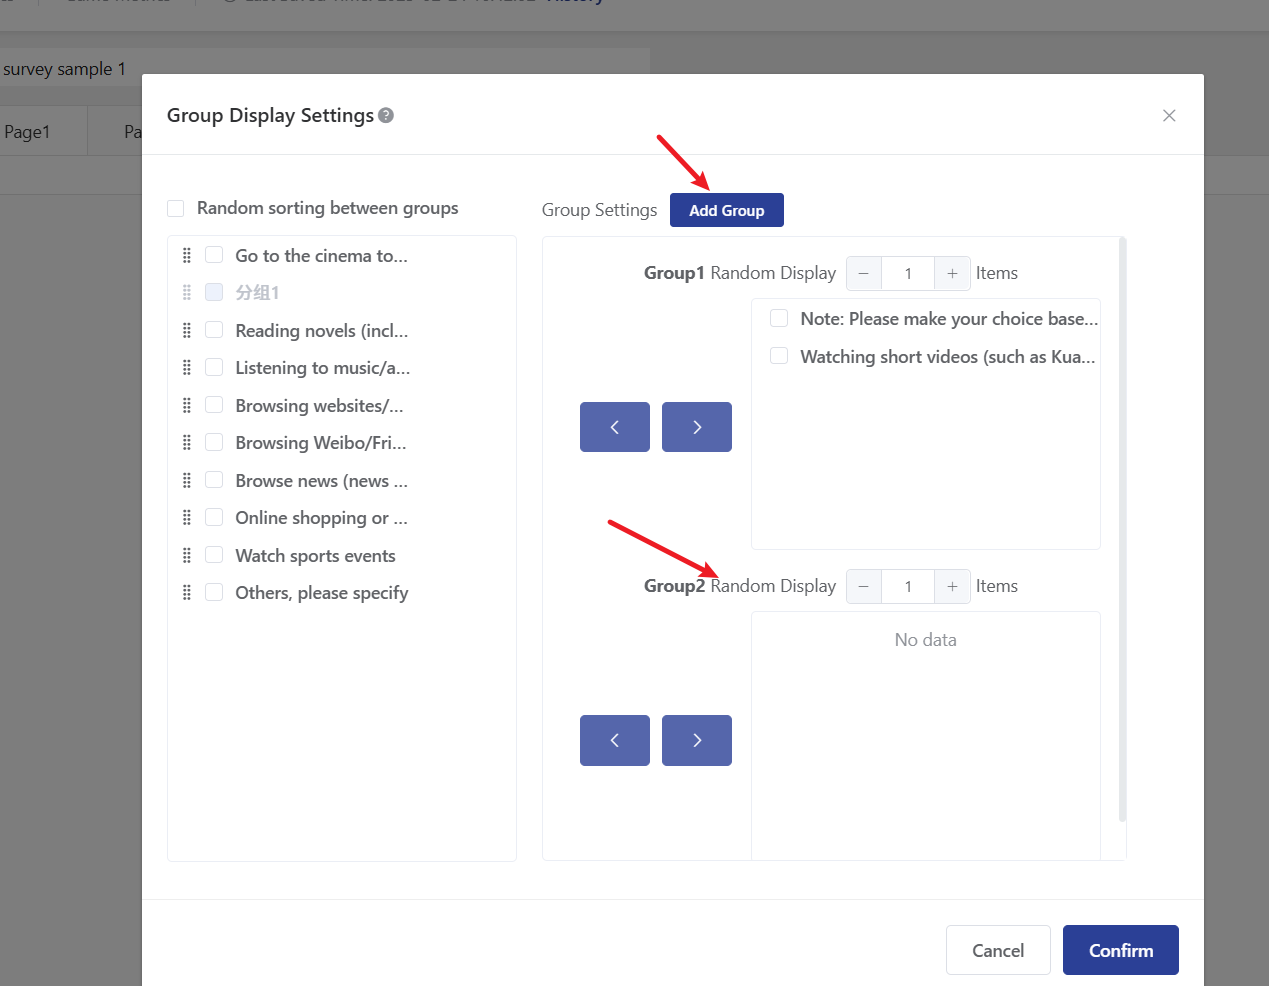 survey sample 1
Page1
Pa
Group Display Settings
Random sorting between groups
Group Settings
Add Group
Go to the cinema to...
分组1
Reading novels (incl...
Listening to music/a...
Browsing websites/...
Browsing Weibo/Fri...
Browse news (news ...
Online shopping or ...
Watch sports events
Others, please specify
Group1 Random Display
1
Items
Note: Please make your choice base...
Watching short videos (such as Kua...
Group2 Random Display
1
Items
No data
Cancel
Confirm